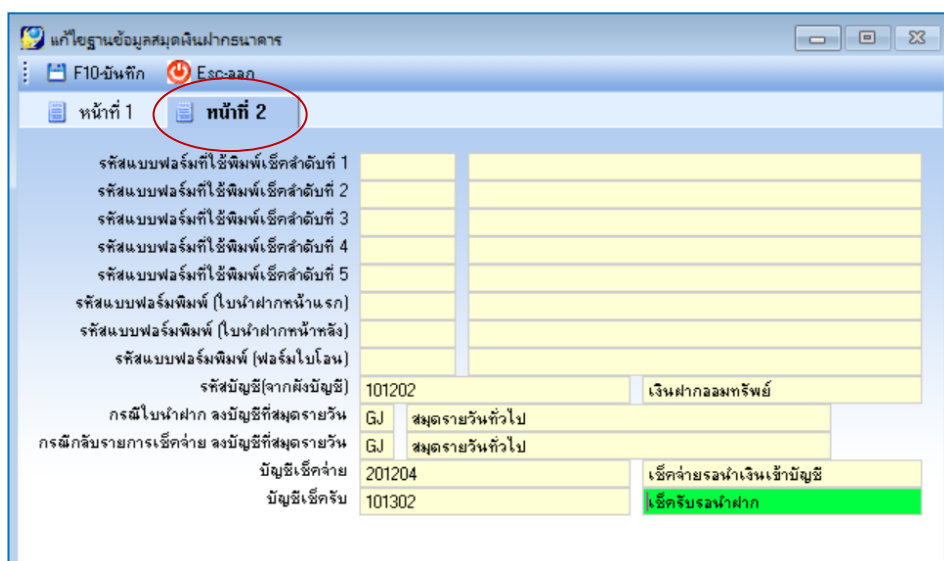 แก้ไขฐานข้อมูลสมุดเงินฝากธนาคาร
F10-บันทึก Esc-ออก
หน้าที่ 1 หน้าที่ 2
รหัสแบบฟอร์มที่ใช้พิมพ์เช็คลำดับที่ 1
รหัสแบบฟอร์มที่ใช้พิมพ์เช็คลำดับที่ 2
รหัสแบบฟอร์มที่ใช้พิมพ์เช็คลำดับที่ 3
รหัสแบบฟอร์มที่ใช้พิมพ์เช็คลำดับที่ 4
รหัสแบบฟอร์มที่ใช้พิมพ์เช็คลำดับที่ 5
รหัสแบบฟอร์มพิมพ์ (ใบนำฝากหน้าแรก)
รหัสแบบฟอร์มพิมพ์ (ใบนำฝากหน้าหลัง)
รหัสแบบฟอร์มพิมพ์ (ฟอร์มใบโอน)
รหัสบัญชี(จากผังบัญชี) 101202 เงินฝากออมทรัพย์
กรณีใบนำฝาก ลงบัญชีที่สมุดรายวัน GJ สมุดรายวันทั่วไป
กรณีกลับรายการเช็คจ่าย ลงบัญชีที่สมุดรายวัน GJ สมุดรายวันทั่วไป
บัญชีเช็คจ่าย 201204 เช็คจ่ายรอนำเงินเข้าบัญชี
บัญชีเช็ครับ 101302 เช็ครับรอนำฝาก